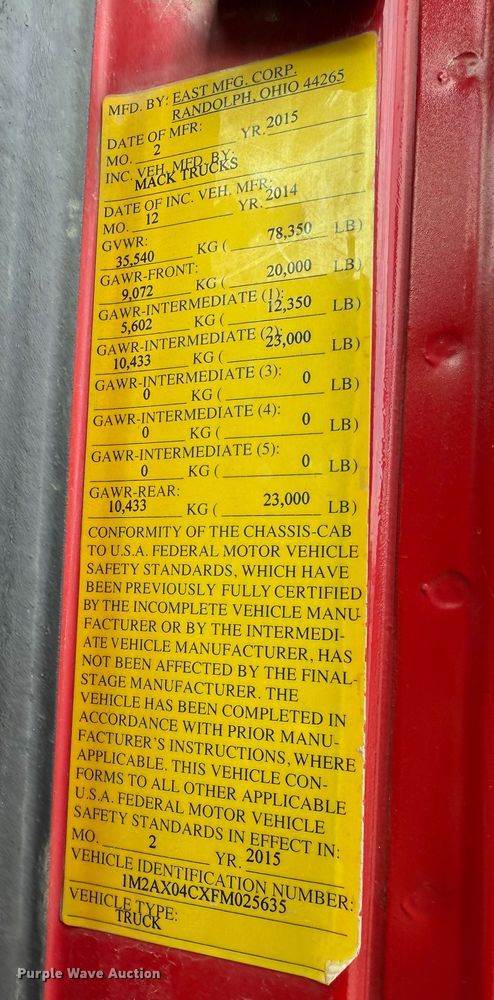 MFD. BY: EAST MFG. CORP.
RANDOLPH, OHIO 44265
DATE OF MFR:
MO. 2 YR. 2015
INC. VEH. MFD. BY:
MACK TRUCKS
DATE OF INC. VEH. MFR:
MO. 12 YR. 2014
GVWR:
35,540 KG ( 78,350 LB)
GAWR-FRONT:
9,072 KG ( 20,000 LB)
GAWR-INTERMEDIATE (1):
5,602 KG ( 12,350 LB)
GAWR-INTERMEDIATE (2):
10,433 KG ( 23,000 LB)
GAWR-INTERMEDIATE (3):
0 KG ( 0 LB)
GAWR-INTERMEDIATE (4):
0 KG ( 0 LB)
GAWR-INTERMEDIATE (5):
0 KG ( 0 LB)
GAWR-REAR:
10,433 KG ( 23,000 LB)
CONFORMITY OF THE CHASSIS-CAB
TO U.S.A. FEDERAL MOTOR VEHICLE
SAFETY STANDARDS, WHICH HAVE
BEEN PREVIOUSLY FULLY CERTIFIED
BY THE INCOMPLETE VEHICLE MANU-
FACTURER OR BY THE INTERMEDI-
ATE VEHICLE MANUFACTURER, HAS
NOT BEEN AFFECTED BY THE FINAL-
STAGE MANUFACTURER. THE
VEHICLE HAS BEEN COMPLETED IN
ACCORDANCE WITH PRIOR MANU-
FACTURER'S INSTRUCTIONS, WHERE
APPLICABLE. THIS VEHICLE CON-
FORMS TO ALL OTHER APPLICABLE
U.S.A. FEDERAL MOTOR VEHICLE
SAFETY STANDARDS IN EFFECT IN:
MO. 2 YR. 2015
VEHICLE IDENTIFICATION NUMBER:
1M2AX04CXFM025635
VEHICLE TYPE:
TRUCK
Purple Wave Auction